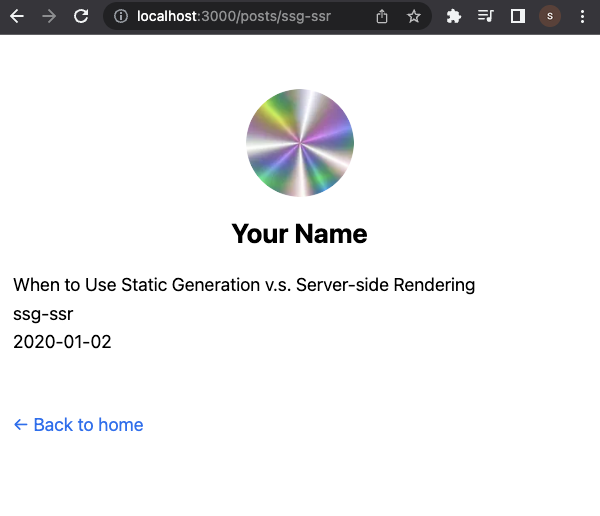 localhost:3000/posts/ssg-ssr
s
Your Name
When to Use Static Generation v.s. Server-side Rendering
ssg-ssr
2020-01-02
← Back to home